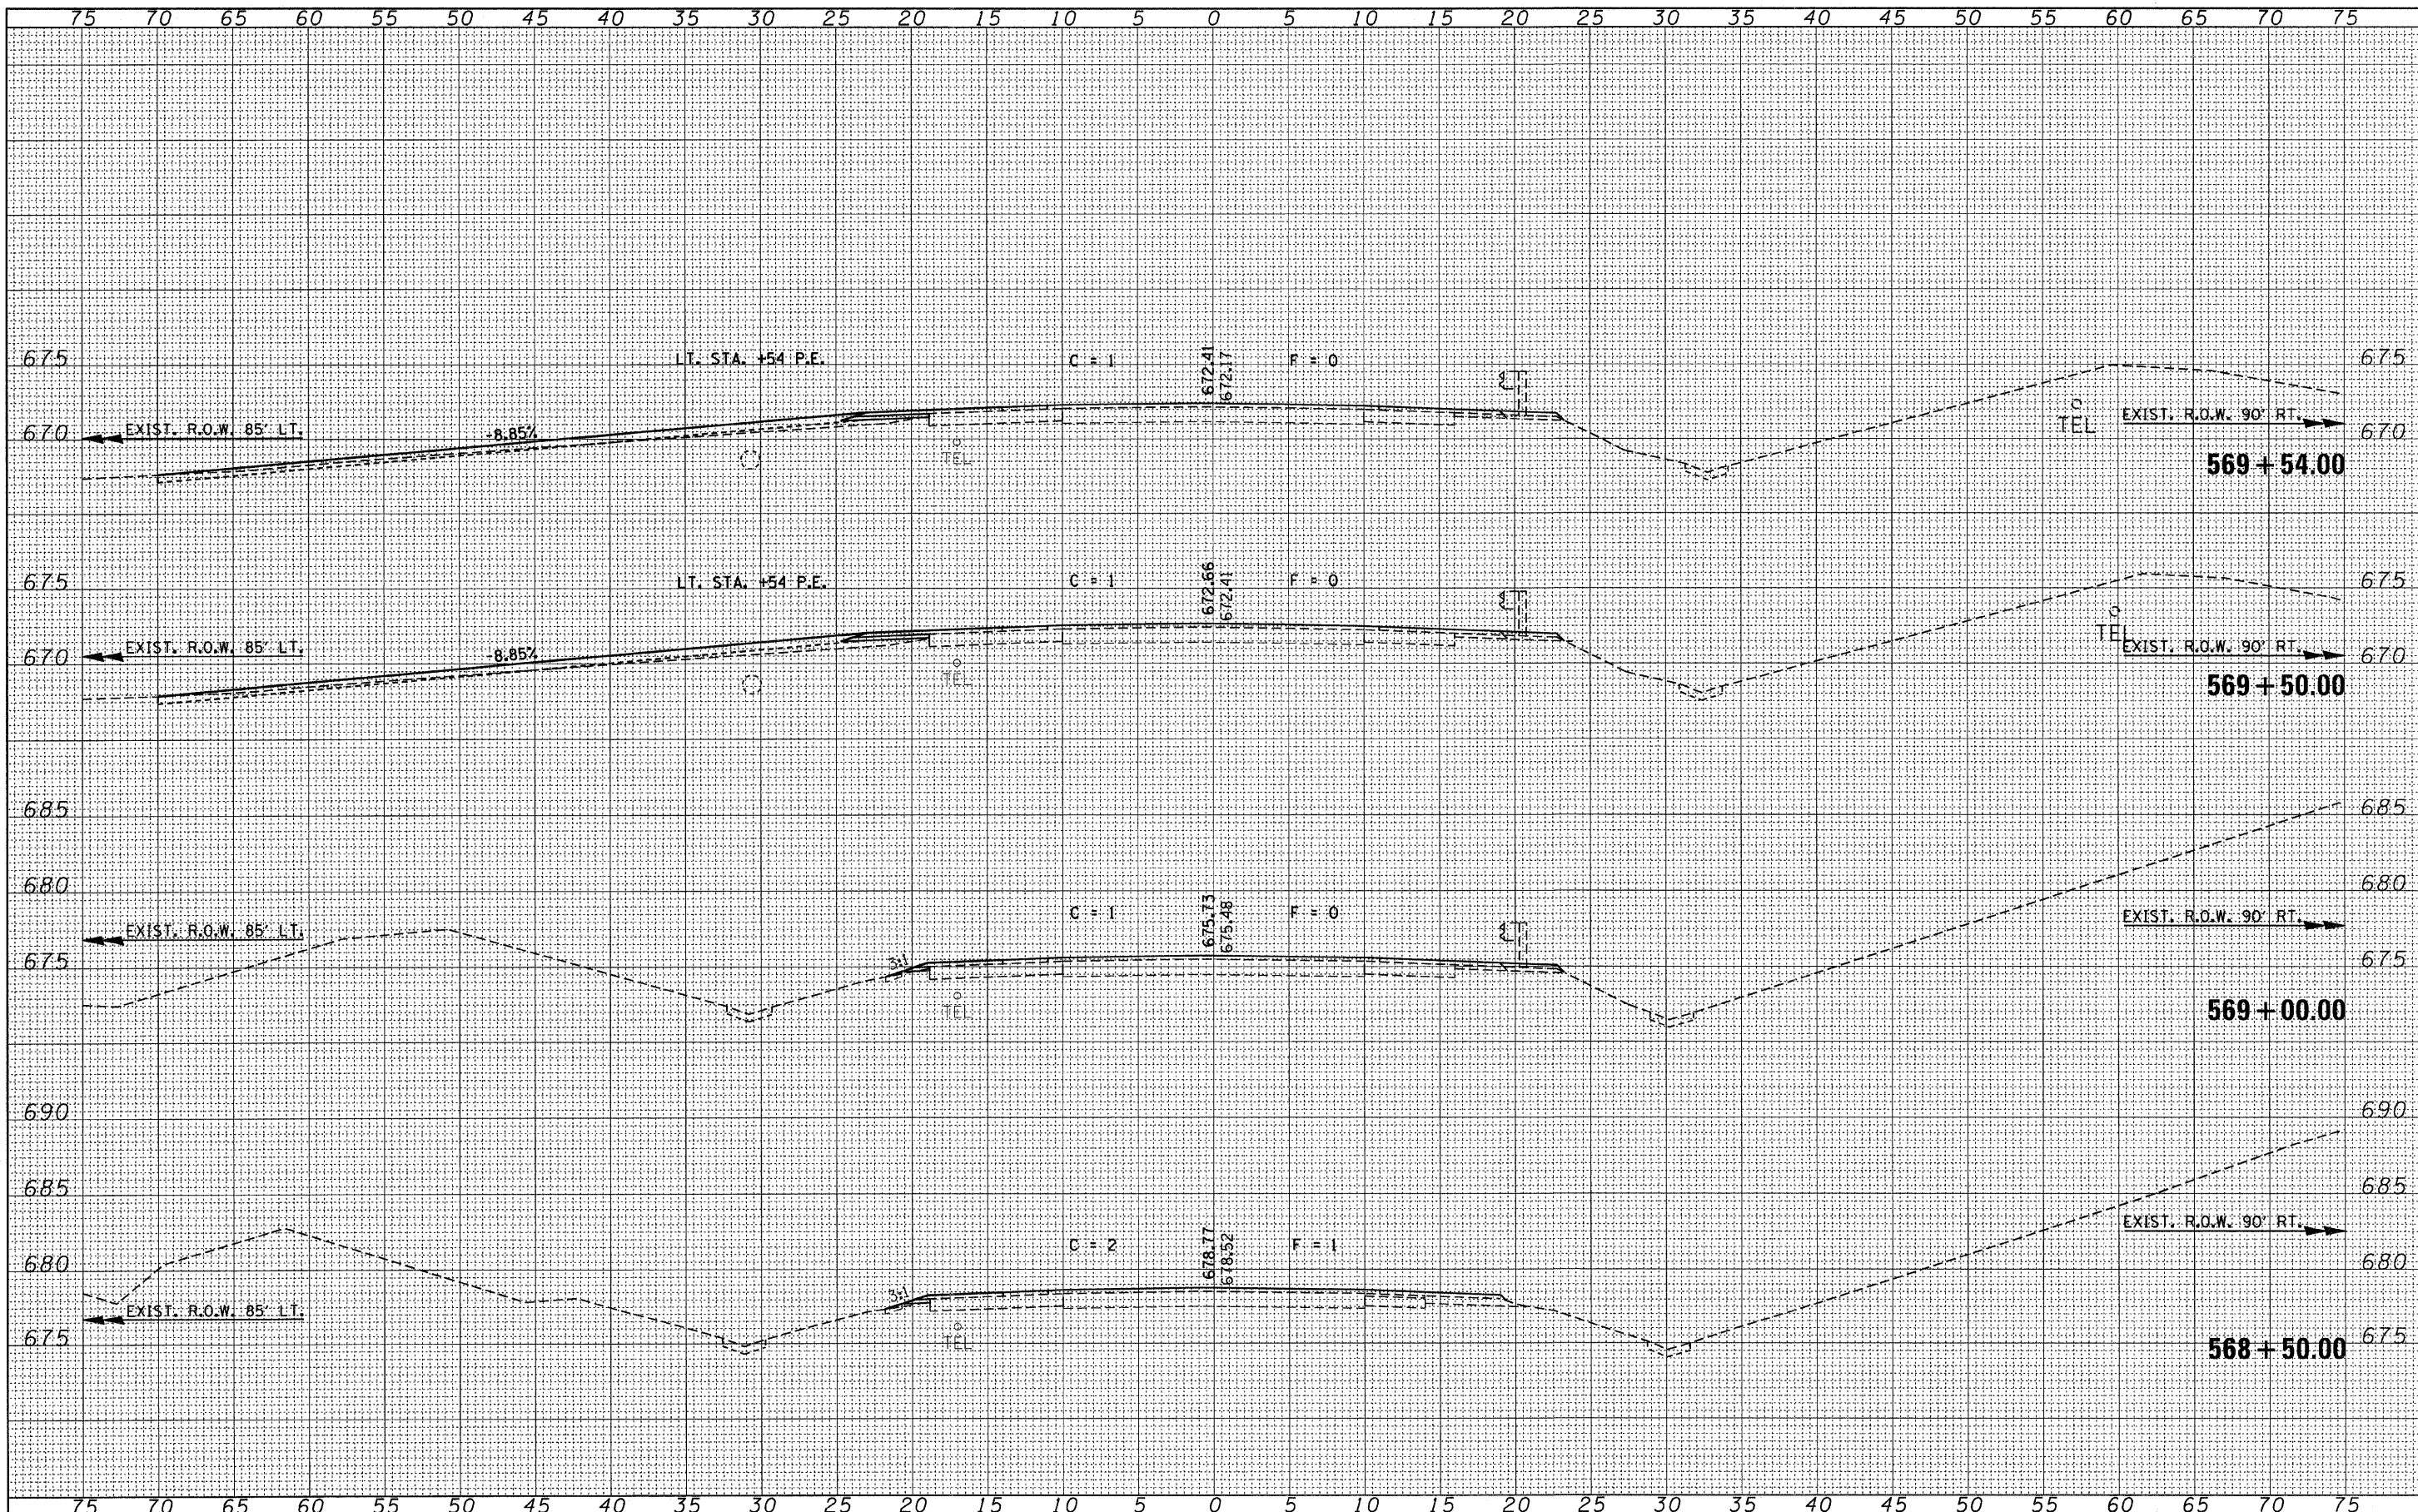 75 70 65 60 55 50 45 40 35 30 25 20 15 10 5 0 5 10 15 20 25 30 35 40 45 50 55 60 65 70 75
675 LT. STA. +54 P.E. C = 1 672.41 672.17 F = 0 675
670 EXIST. R.O.W. 85' LT. -8.85% TEL TEL EXIST. R.O.W. 90' RT. 670
569+54.00
675 LT. STA. +54 P.E. C = 1 672.66 672.41 F = 0 675
670 EXIST. R.O.W. 85' LT. -8.85% TEL TEL EXIST. R.O.W. 90' RT. 670
569+50.00
685 685
680 680
EXIST. R.O.W. 85' LT. C = 1 675.73 675.48 F = 0 EXIST. R.O.W. 90' RT.
675 3:1 675
TEL 569+00.00
690 690
685 685
EXIST. R.O.W. 90' RT.
680 C = 2 678.77 678.52 F = 1 680
EXIST. R.O.W. 85' LT. 3:1
675 TEL 568+50.00 675
75 70 65 60 55 50 45 40 35 30 25 20 15 10 5 0 5 10 15 20 25 30 35 40 45 50 55 60 65 70 75